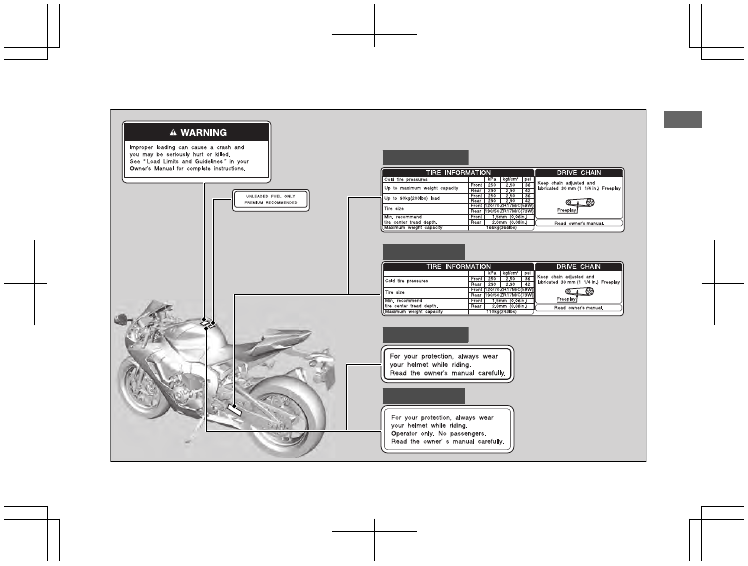 WARNING
Improper loading can cause a crash and
you may be seriously hurt or killed.
See "Load Limits and Guidelines" in your
Owner's Manual for complete instructions.
UNLEADED FUEL ONLY
PREMIUM RECOMMENDED
TIRE INFORMATION DRIVE CHAIN
Cold tire pressures kPa kgf/cm² psi
Up to maximum weight capacity Front 250 2,50 36
Rear 290 2,90 42
Up to 90kg(200lbs) load Front 250 2,50 36
Rear 290 2,90 42
Tire size Front
Rear
Min, recommend
tire center tread depth, Front 1,5mm (0,06in,)
Rear 2,0mm (0,08in,)
Maximum weight capacity
Keep chain adjusted and
lubricated 30 mm (1 1/4 in,) Freeplay
Freeplay
Read owner's manual,
TIRE INFORMATION DRIVE CHAIN
kPa kgf/cm² psi
Cold tire pressures Front 250 2,50 36
Rear 290 2,90 42
Tire size Front
Rear
Min, recommend
tire center tread depth, Front 1,5mm (0,06in,)
Rear 2,0mm (0,08in,)
Maximum weight capacity
Keep chain adjusted and
lubricated 30 mm (1 1/4 in,) Freeplay
Freeplay
Read owner's manual,
For your protection, always wear
your helmet while riding.
Read the owner's manual carefully.
For your protection, always wear
your helmet while riding.
Operator only. No passengers.
Read the owner' s manual carefully.